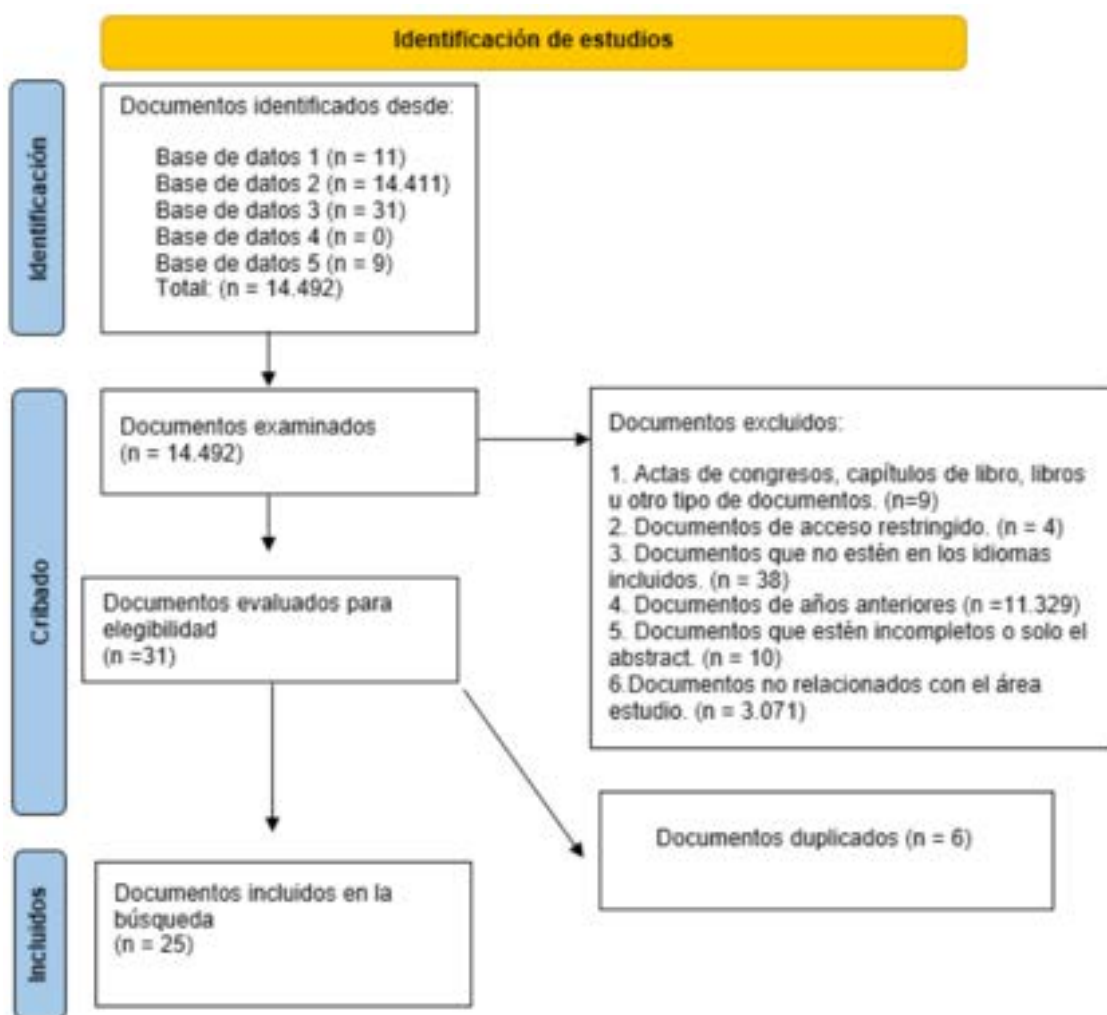 Identificación de estudios
Identificación
Documentos identificados desde:
Base de datos 1 (n = 11)
Base de datos 2 (n = 14.411)
Base de datos 3 (n = 31)
Base de datos 4 (n = 0)
Base de datos 5 (n = 9)
Total: (n = 14.492)
Cribado
Documentos examinados
(n = 14.492)
Documentos excluidos:
1. Actas de congresos, capítulos de libro, libros
u otro tipo de documentos. (n=9)
2. Documentos de acceso restringido. (n = 4)
3. Documentos que no estén en los idiomas
incluidos. (n = 38)
4. Documentos de años anteriores (n =11.329)
5. Documentos que estén incompletos o solo el
abstract. (n = 10)
6.Documentos no relacionados con el área
estudio. (n = 3.071)
Documentos evaluados para
elegibilidad
(n =31)
Documentos duplicados (n = 6)
Incluidos
Documentos incluidos en la
búsqueda
(n = 25)